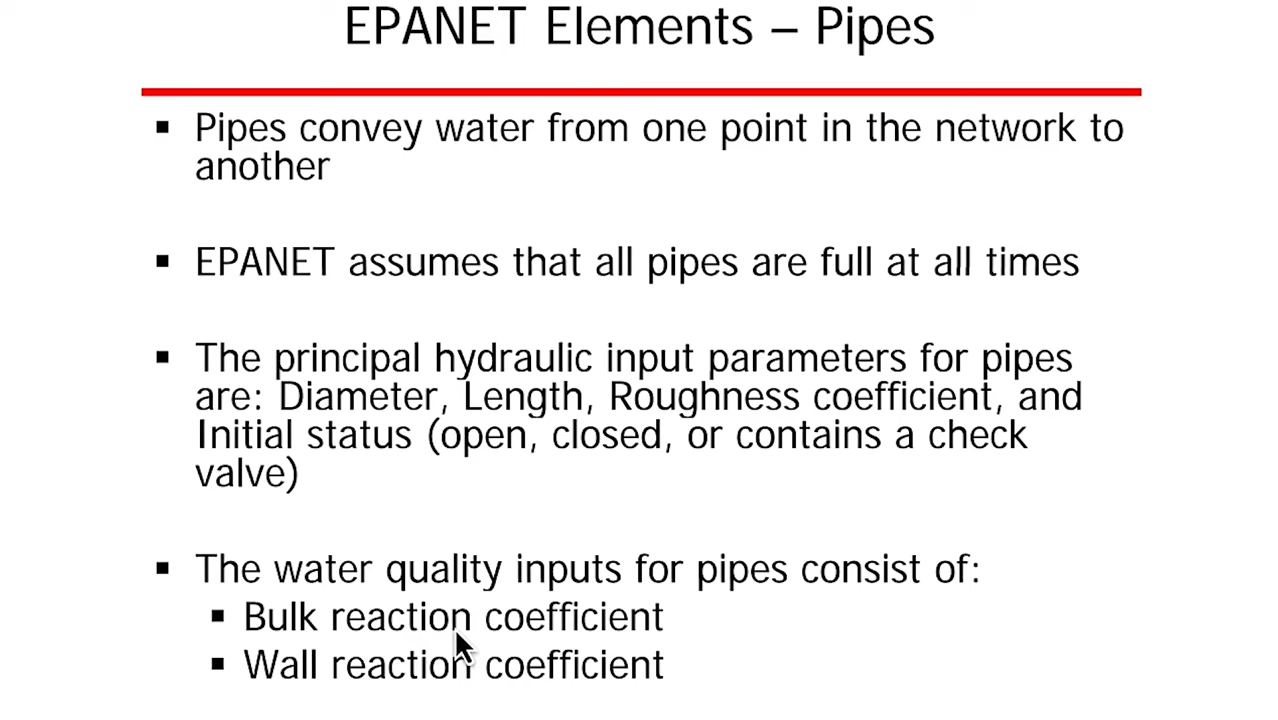 EPANET Elements – Pipes
▪ Pipes convey water from one point in the network to
another
▪ EPANET assumes that all pipes are full at all times
▪ The principal hydraulic input parameters for pipes
are: Diameter, Length, Roughness coefficient, and
Initial status (open, closed, or contains a check
valve)
▪ The water quality inputs for pipes consist of:
▪ Bulk reaction coefficient
▪ Wall reaction coefficient